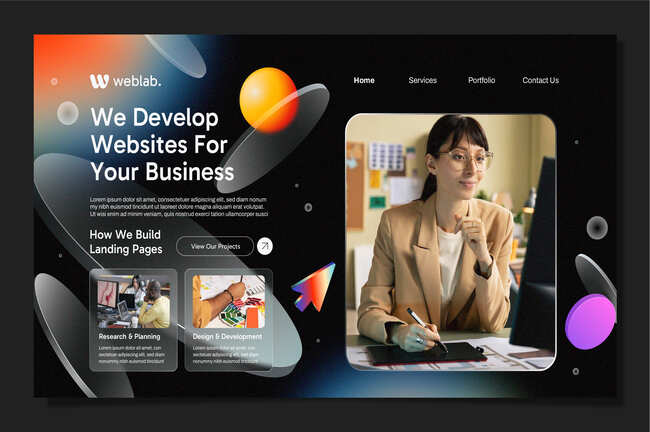 weblab.
Home
Services
Portfolio
Contact Us
We Develop
Websites For
Your Business
Lorem ipsum dolor sit amet, consectetuer adipiscing elit, sed diam
nonummy nibh euismod tincidunt ut laoreet dolore magna aliquam erat volutpat.
Ut wisi enim ad minim veniam, quis nostrud exerci tation ullamcorper susci
How We Build
Landing Pages
View Our Projects
Research & Planning
Lorem ipsum dolor sit amet, con
sectetuer adipiscing elit, sed diam
nonummy nibh euismod tincidunt
Design & Development
Lorem ipsum dolor sit amet, con
sectetuer adipiscing elit, sed diam
nonummy nibh euismod tincidunt